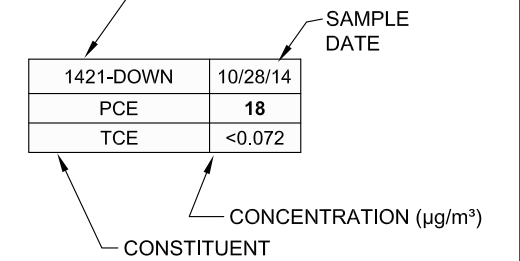 SAMPLE
DATE
1421-DOWN 10/28/14
PCE 18
TCE <0.072
CONCENTRATION (µg/m³)
CONSTITUENT